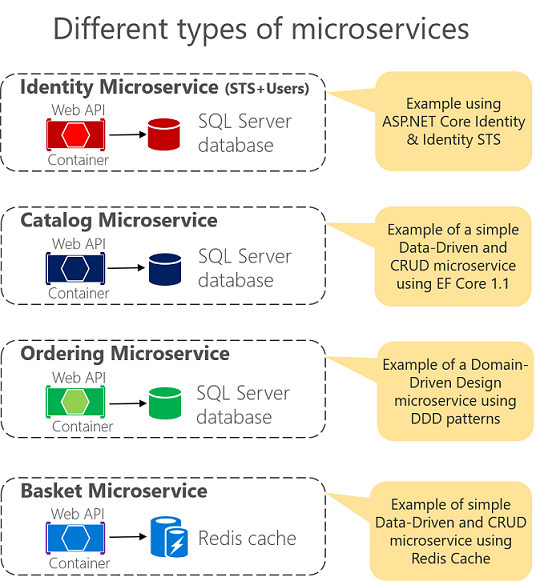 Different types of microservices
Identity Microservice (STS+Users)
Web API
Container
SQL Server
database
Example using
ASP.NET Core Identity
& Identity STS
Catalog Microservice
Web API
Container
SQL Server
database
Example of a simple
Data-Driven and
CRUD microservice
using EF Core 1.1
Ordering Microservice
Web API
Container
SQL Server
database
Example of a Domain-
Driven Design
microservice using
DDD patterns
Basket Microservice
Web API
Container
Redis cache
Example of simple
Data-Driven and CRUD
microservice using
Redis Cache